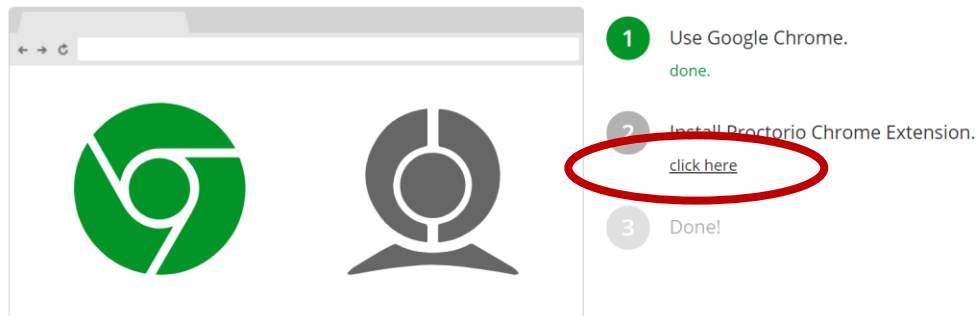 1 Use Google Chrome.
done.
2 Install Proctorio Chrome Extension.
click here
3 Done!